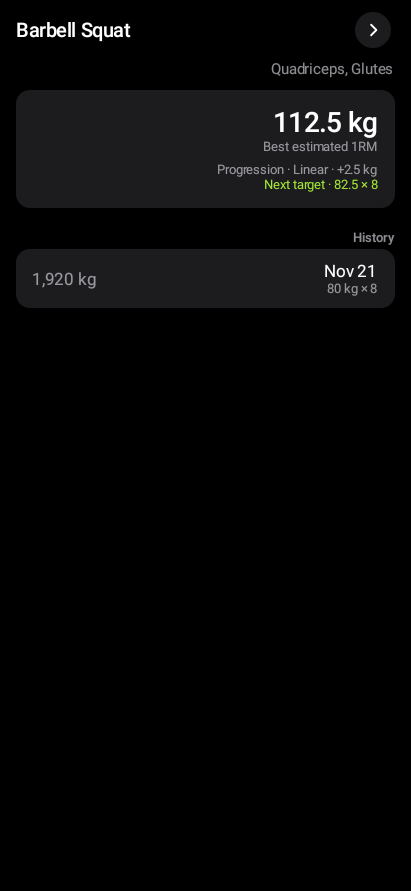 Barbell Squat
Quadriceps, Glutes
112.5 kg
Best estimated 1RM
Progression · Linear · +2.5 kg
Next target · 82.5 × 8
History
Nov 21
1,920 kg
80 kg × 8